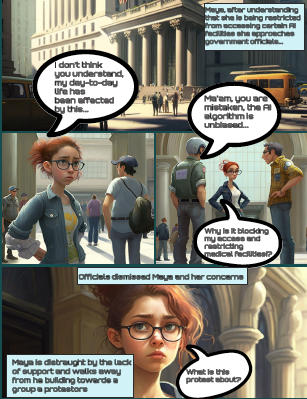 Maya, after understanding
that she is being restricted
from accessing certain AI
facilities she approaches
government officials...
I don't think
you understand,
my day-to-day
life has
been affected
by this...
Ma'am, you are
mistaken, the AI
algorithm is
unbiased...
Why is it blocking
my access and
restricting
medical facilities!?
Officials dismissed Maya and her concerns
Maya is distraught by the lack
of support and walks away
from he building towards a
group a protestors
What is this
protest about?